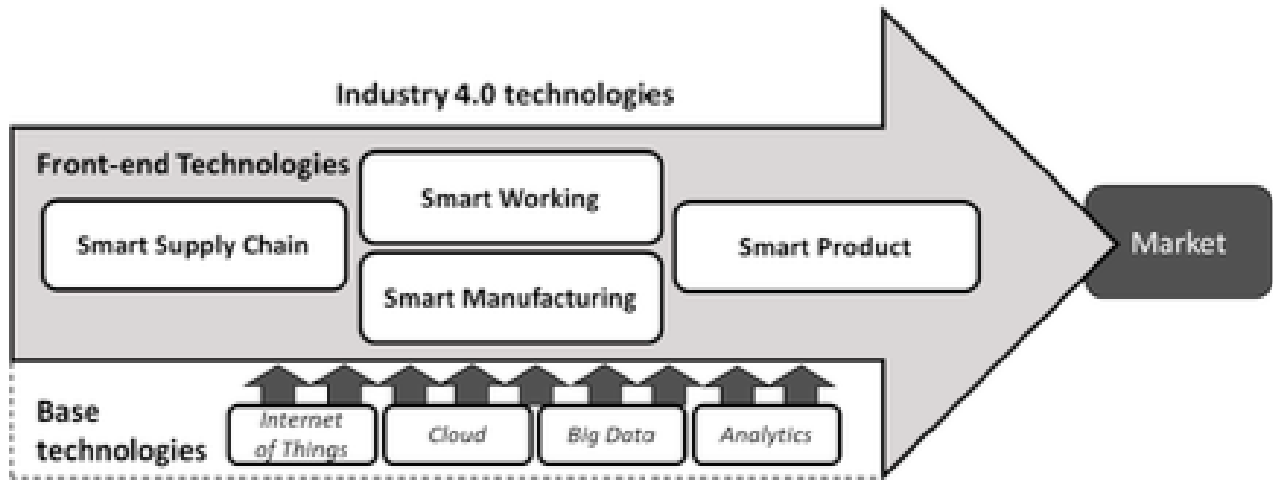 Industry 4.0 technologies
Front-end Technologies
Smart Supply Chain
Smart Working
Smart Manufacturing
Smart Product
Market
Base
technologies
Internet
of Things
Cloud
Big Data
Analytics